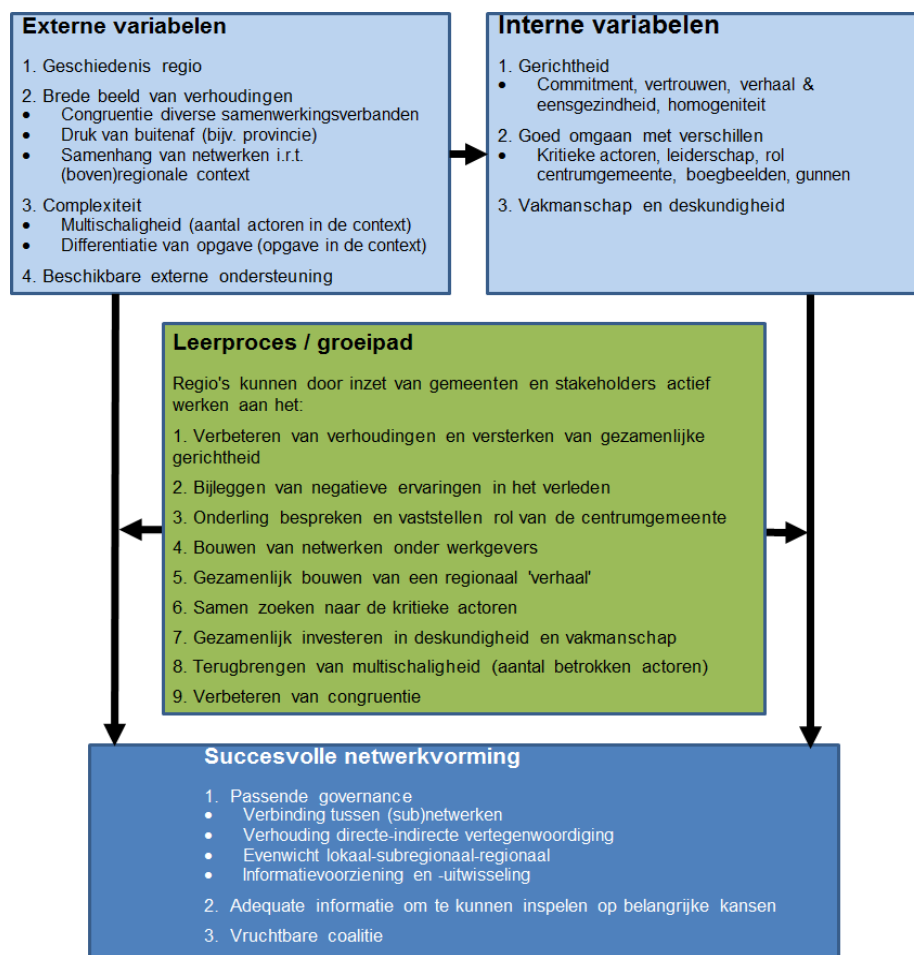 Externe variabelen
1. Geschiedenis regio
2. Brede beeld van verhoudingen
• Congruentie diverse samenwerkingsverbanden
• Druk van buitenaf (bijv. provincie)
• Samenhang van netwerken i.r.t.
(boven)regionale context
3. Complexiteit
• Multischaligheid (aantal actoren in de context)
• Differentiatie van opgave (opgave in de context)
4. Beschikbare externe ondersteuning
Interne variabelen
1. Gerichtheid
• Commitment, vertrouwen, verhaal &
eensgezindheid, homogeniteit
2. Goed omgaan met verschillen
• Kritieke actoren, leiderschap, rol
centrumgemeente, boegbeelden, gunnen
3. Vakmanschap en deskundigheid
Leerproces / groeipad
Regio's kunnen door inzet van gemeenten en stakeholders actief
werken aan het:
1. Verbeteren van verhoudingen en versterken van gezamenlijke
gerichtheid
2. Bijleggen van negatieve ervaringen in het verleden
3. Onderling bespreken en vaststellen rol van de centrumgemeente
4. Bouwen van netwerken onder werkgevers
5. Gezamenlijk bouwen van een regionaal 'verhaal'
6. Samen zoeken naar de kritieke actoren
7. Gezamenlijk investeren in deskundigheid en vakmanschap
8. Terugbrengen van multischaligheid (aantal betrokken actoren)
9. Verbeteren van congruentie
Succesvolle netwerkvorming
1. Passende governance
• Verbinding tussen (sub)netwerken
• Verhouding directe-indirecte vertegenwoordiging
• Evenwicht lokaal-subregionaal-regionaal
• Informatievoorziening en -uitwisseling
2. Adequate informatie om te kunnen inspelen op belangrijke kansen
3. Vruchtbare coalitie